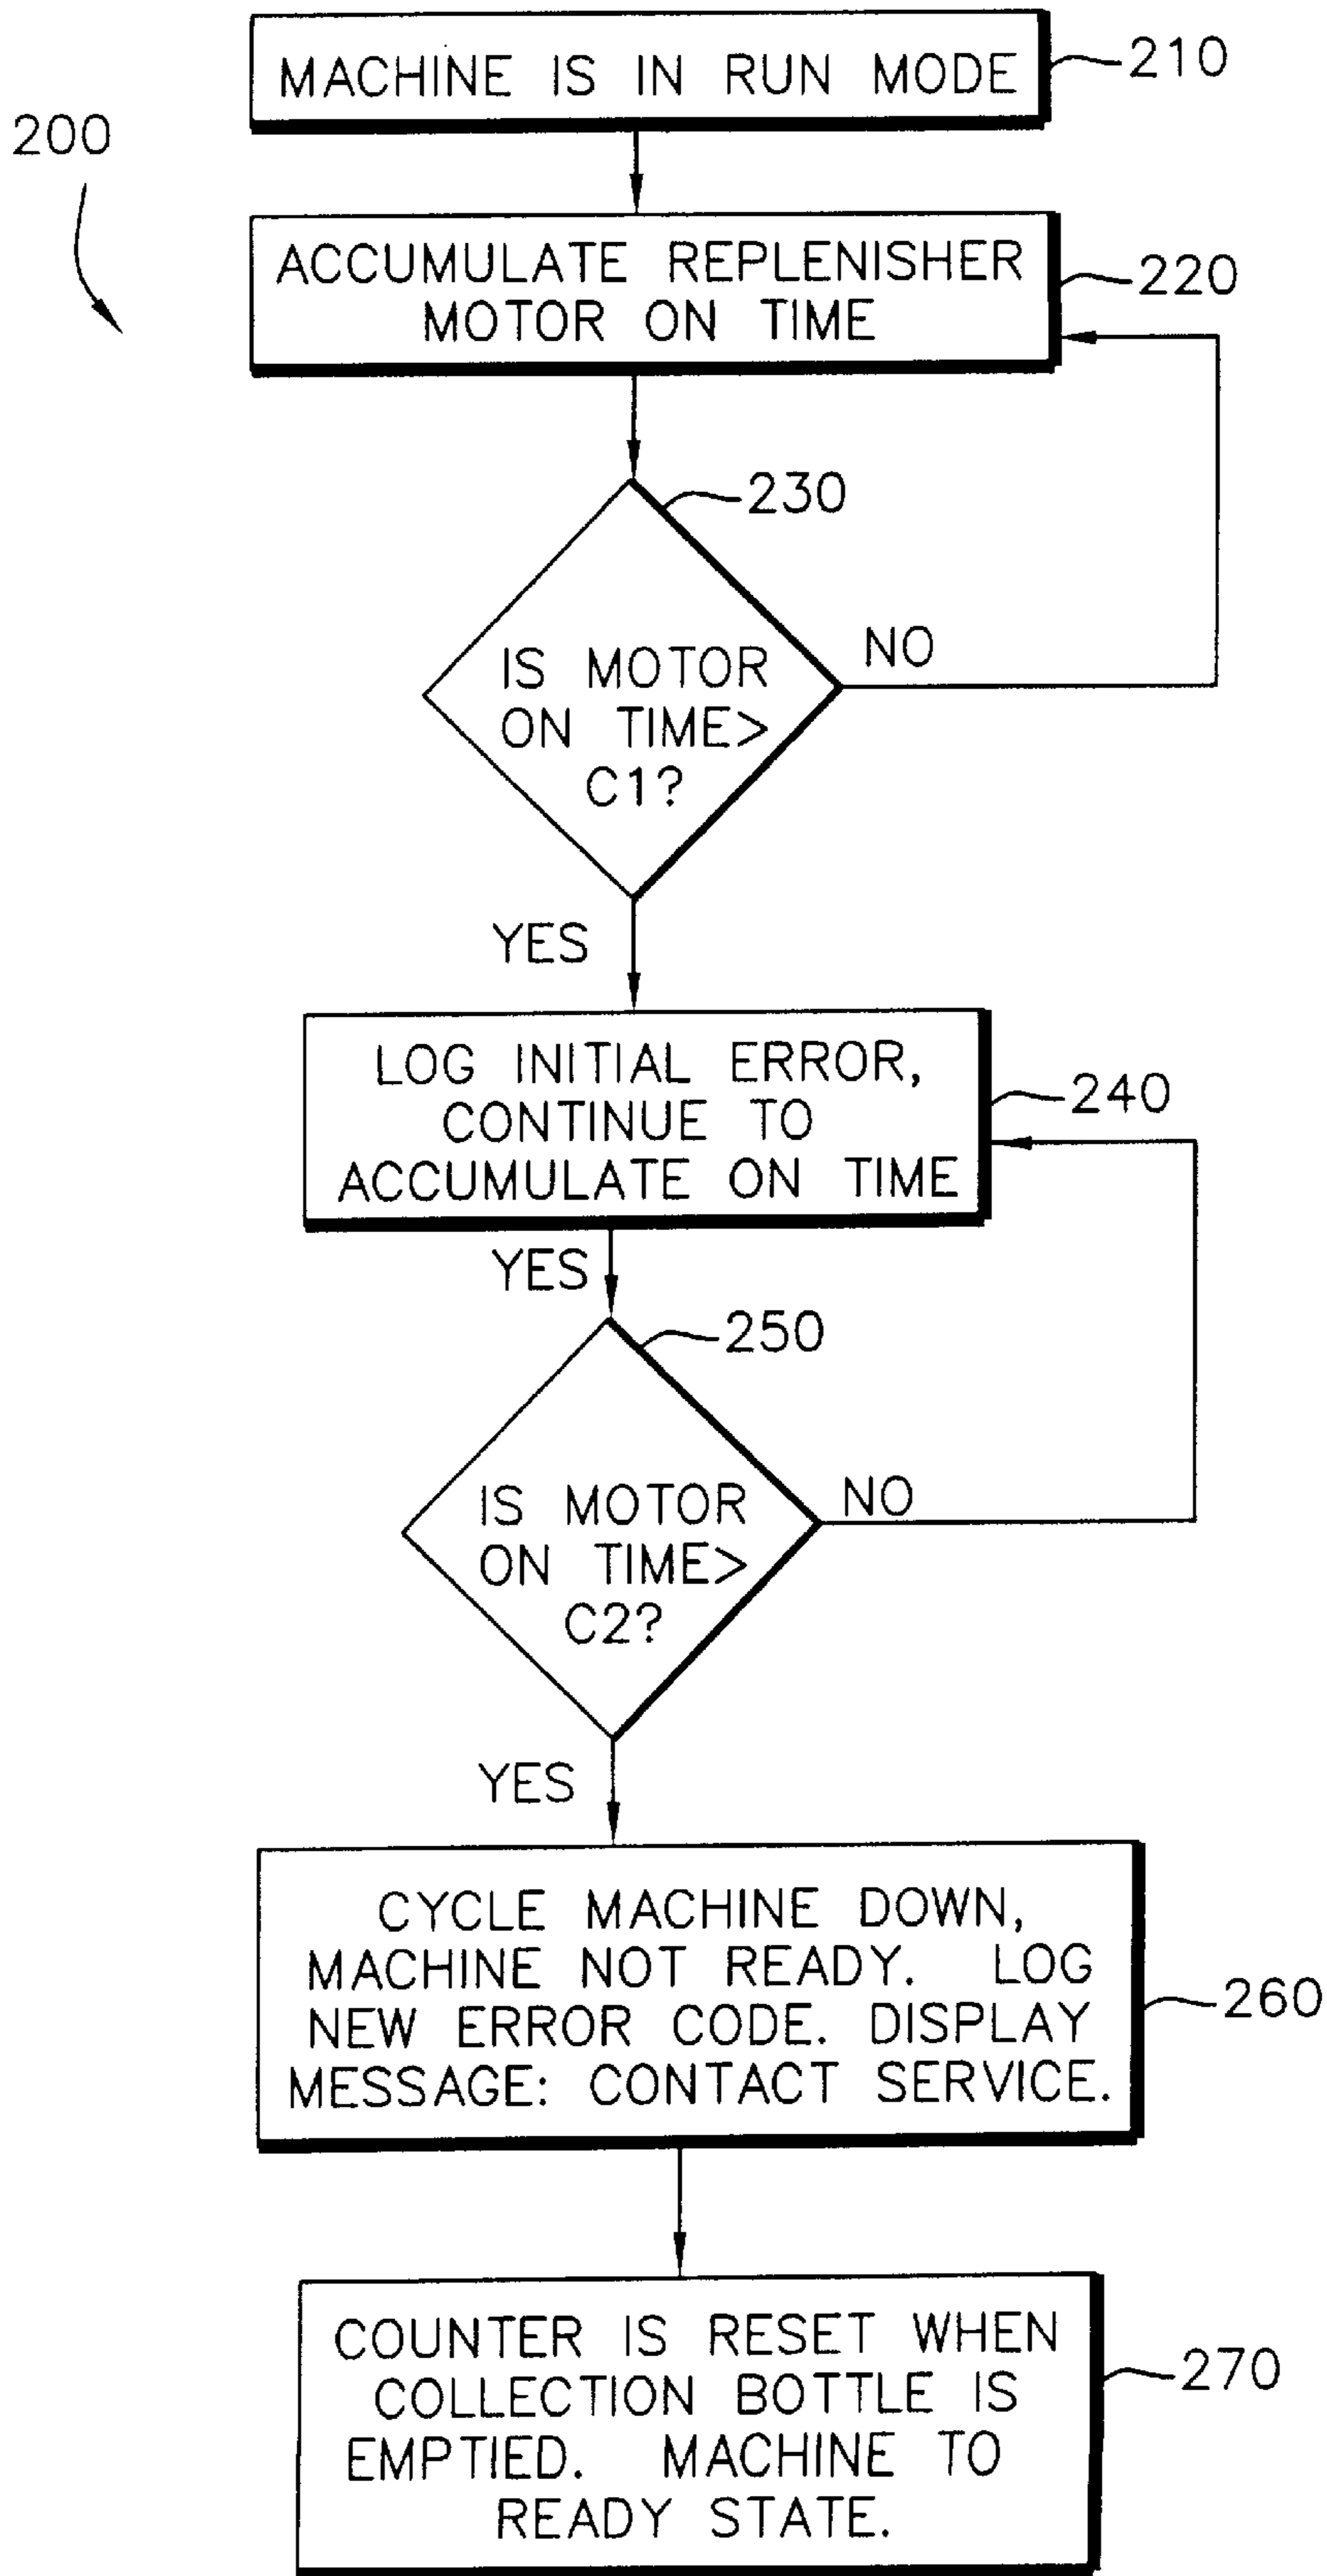 MACHINE IS IN RUN MODE
210
200
ACCUMULATE REPLENISHER
MOTOR ON TIME
220
230
IS MOTOR
ON TIME>
C1?
NO
YES
LOG INITIAL ERROR,
CONTINUE TO
ACCUMULATE ON TIME
240
YES
250
IS MOTOR
ON TIME>
C2?
NO
YES
CYCLE MACHINE DOWN,
MACHINE NOT READY. LOG
NEW ERROR CODE. DISPLAY
MESSAGE: CONTACT SERVICE.
260
COUNTER IS RESET WHEN
COLLECTION BOTTLE IS
EMPTIED. MACHINE TO
READY STATE.
270